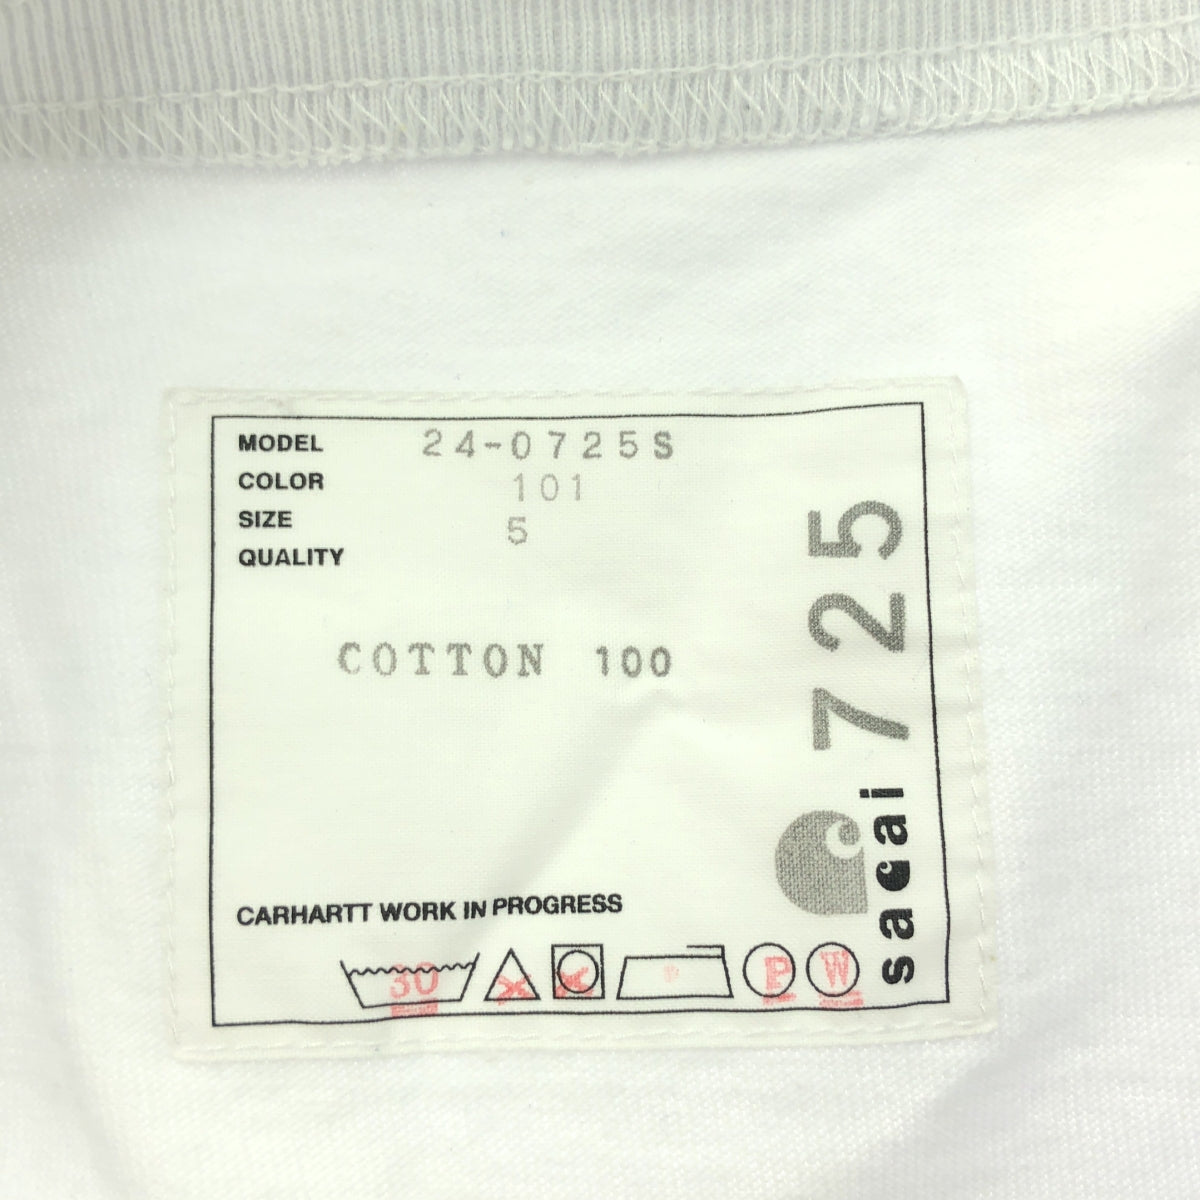 MODEL 24-0725S
COLOR 101
SIZE 5
QUALITY
COTTON 100
CARHARTT WORK IN PROGRESS
30 P W
sacai 725